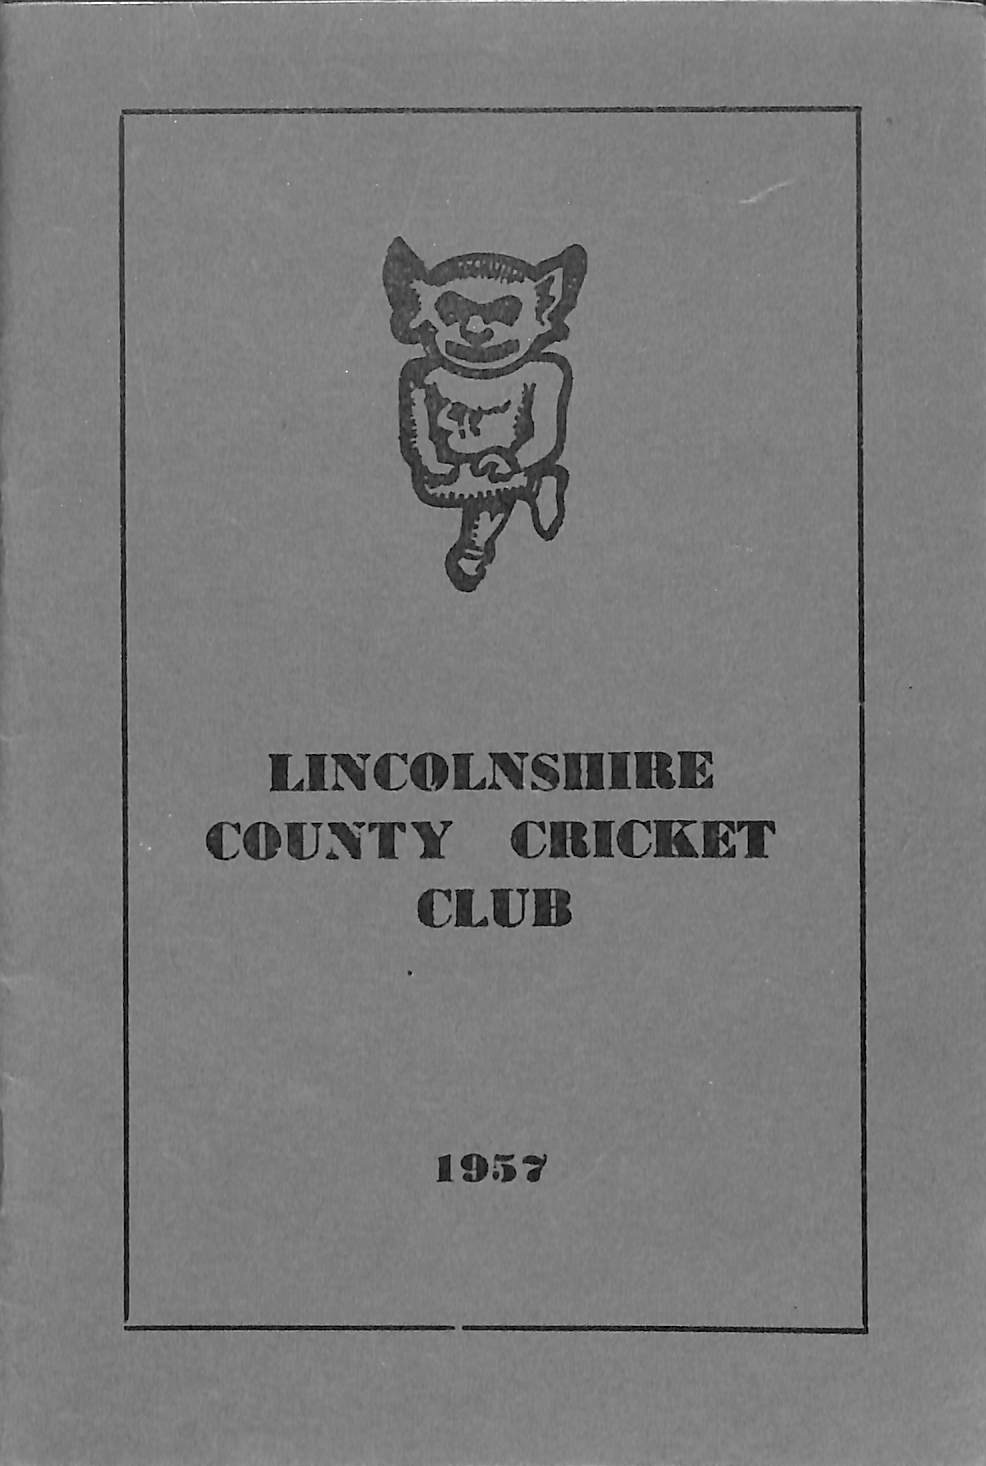 LINCOLNSHIRE
COUNTY CRICKET
CLUB
1957